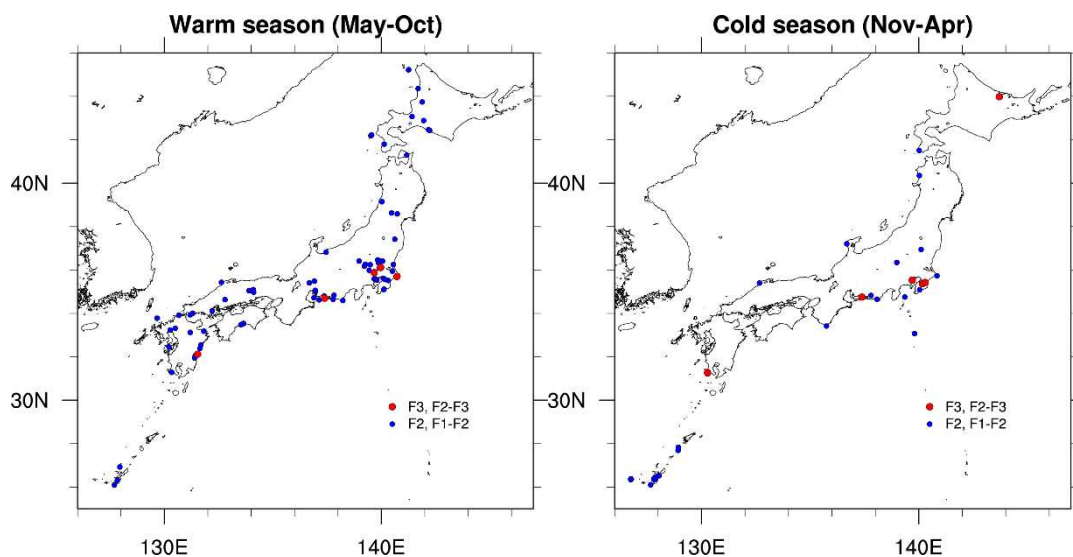 Warm season (May-Oct)
Cold season (Nov-Apr)
40N
40N
30N
30N
F3, F2-F3
F2, F1-F2
F3, F2-F3
F2, F1-F2
130E
140E
130E
140E